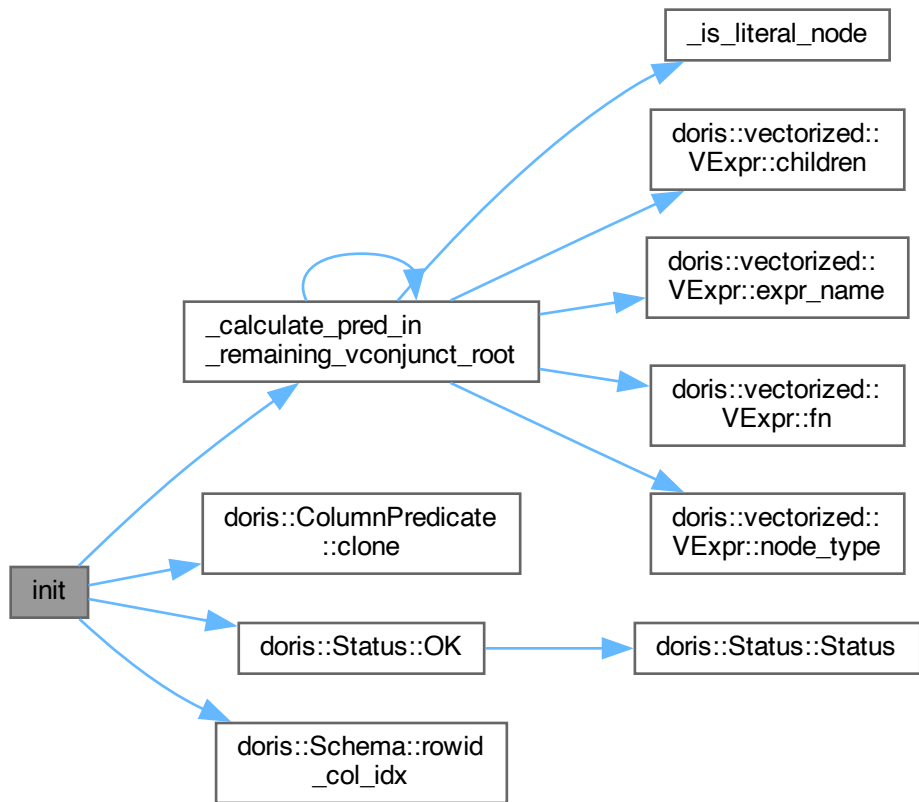 _is_literal_node
doris::vectorized::
VExpr::children
doris::vectorized::
VExpr::expr_name
_calculate_pred_in
_remaining_vconjunct_root
doris::vectorized::
VExpr::fn
doris::vectorized::
VExpr::node_type
doris::ColumnPredicate
::clone
init
doris::Status::OK
doris::Status::Status
doris::Schema::rowid
_col_idx